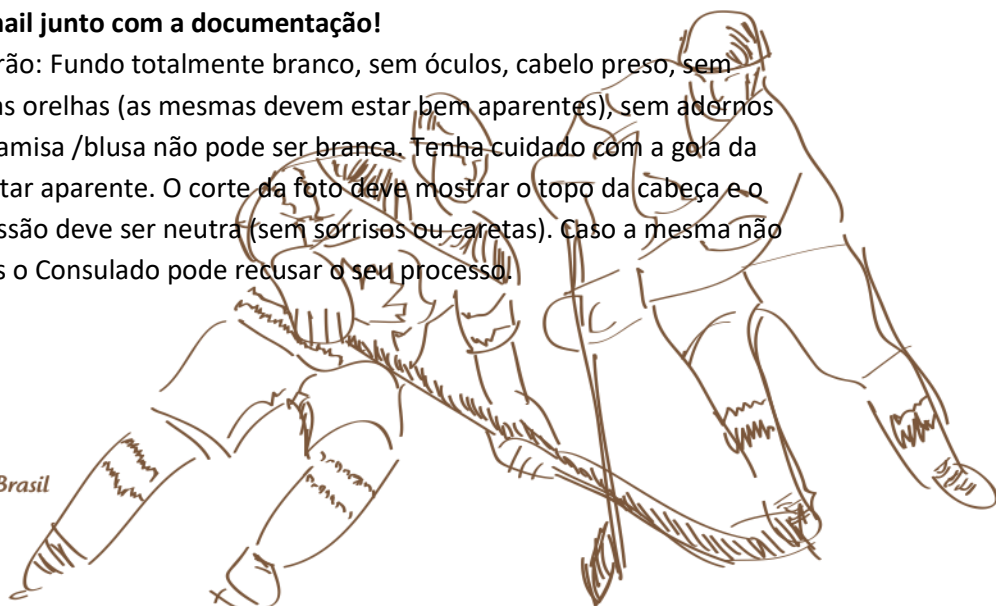 nail junto com a documentação!
rão: Fundo totalmente branco, sem óculos, cabelo preso, sem
as orelhas (as mesmas devem estar bem aparentes), sem adornos
amisa /blusa não pode ser branca. Tenha cuidado com a gola da
tar aparente. O corte da foto deve mostrar o topo da cabeça e o
ssão deve ser neutra (sem sorrisos ou caretas). Caso a mesma não
s o Consulado pode recusar o seu processo.
Brasil